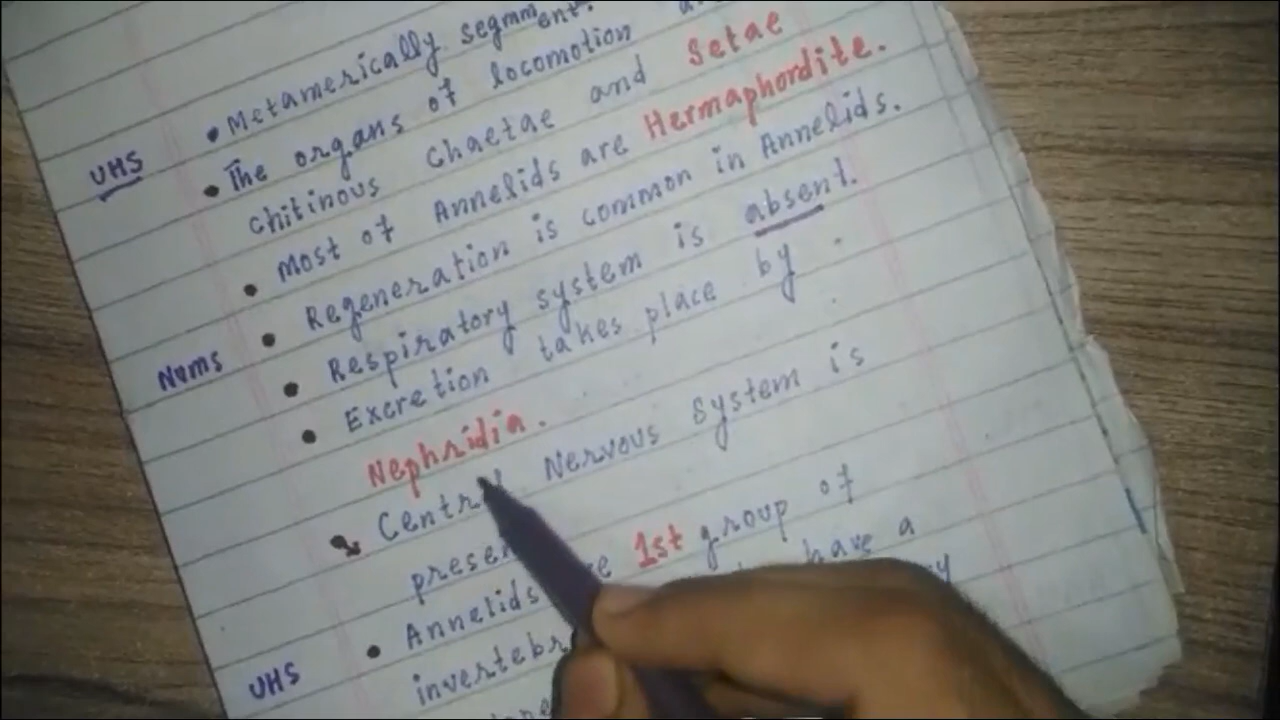 • Metamerically segmment.
UHS • The organs of locomotion
chitinous chaetae and Setae
• Most of Annelids are Hermaphordite.
• Regeneration is common in Annelids.
Nums • Respiratory system is absent.
• Excretion takes place by
Nephridia.
• Central Nervous System is
• Annelids 1st group of
UHS have a